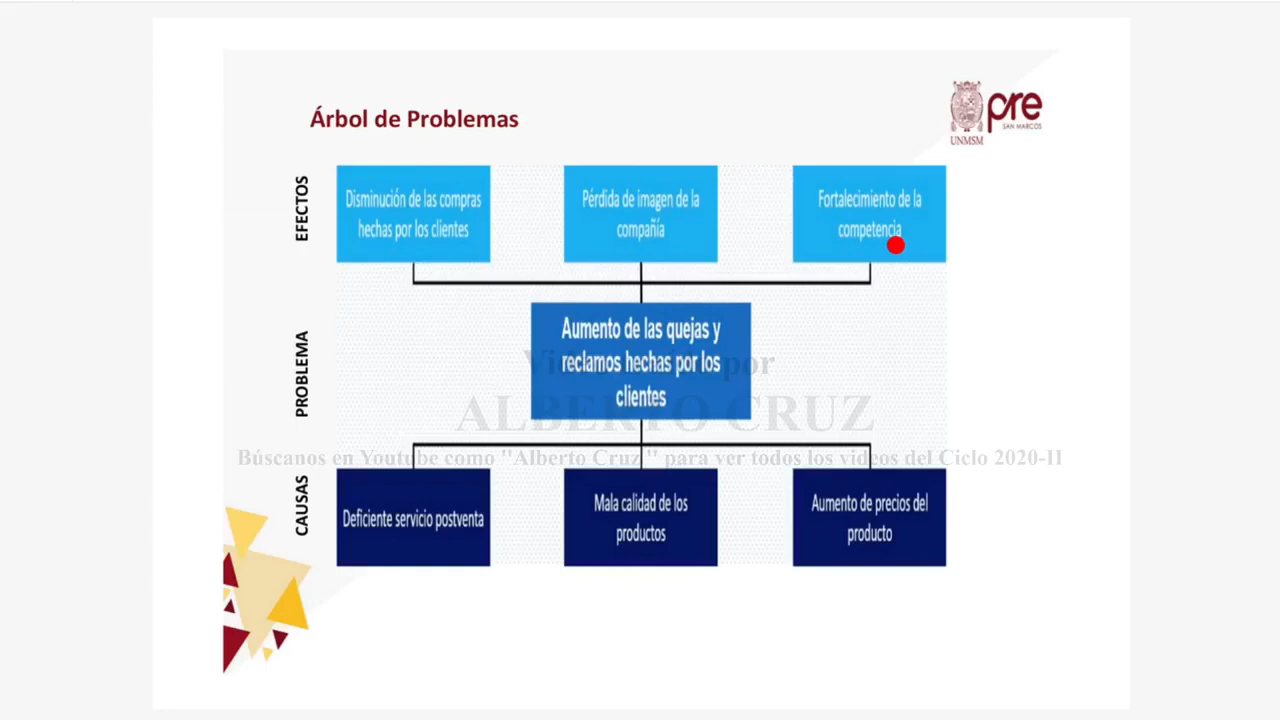 Árbol de Problemas
pre
SAN MARCOS
UNMSM
EFECTOS
Disminución de las compras
hechas por los clientes
Pérdida de imagen de la
compañía
Fortalecimiento de la
competencia
PROBLEMA
Aumento de las quejas y
reclamos hechas por los
clientes
por
ALBERTO CRUZ
Búscanos en Youtube como "Alberto Cruz " para ver todos los videos del Ciclo 2020-II
CAUSAS
Deficiente servicio postventa
Mala calidad de los
productos
Aumento de precios del
producto